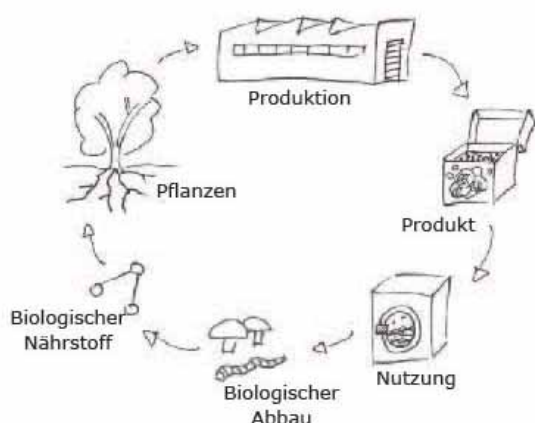 Produktion
Pflanzen
Produkt
Biologischer
Nährstoff
Nutzung
Biologischer
Abbau